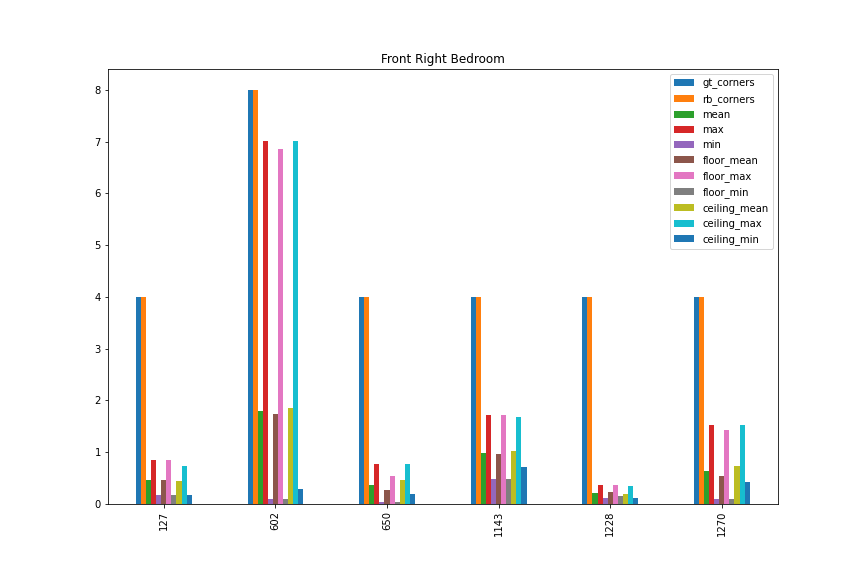 Front Right Bedroom
8
7
6
5
4
3
2
1
0
gt_corners
rb_corners
mean
max
min
floor_mean
floor_max
floor_min
ceiling_mean
ceiling_max
ceiling_min
127
602
650
1143
1228
1270